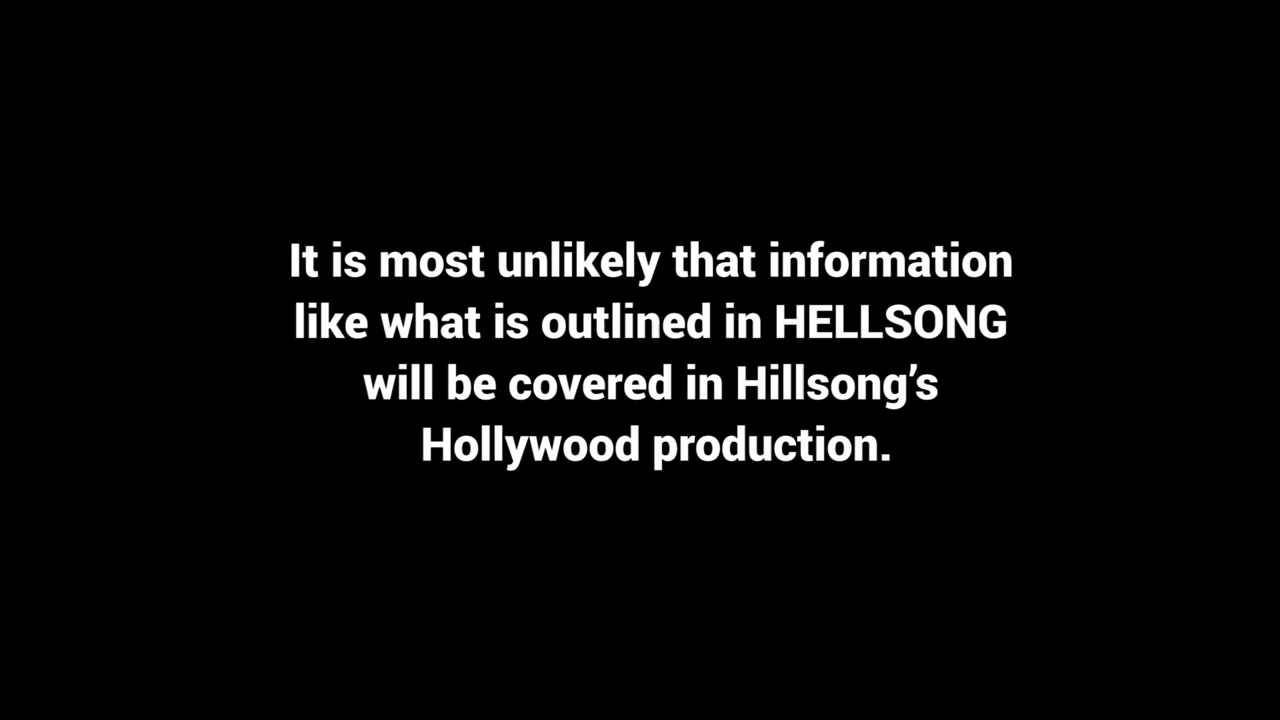 It is most unlikely that information
like what is outlined in HELLSONG
will be covered in Hillsong’s
Hollywood production.